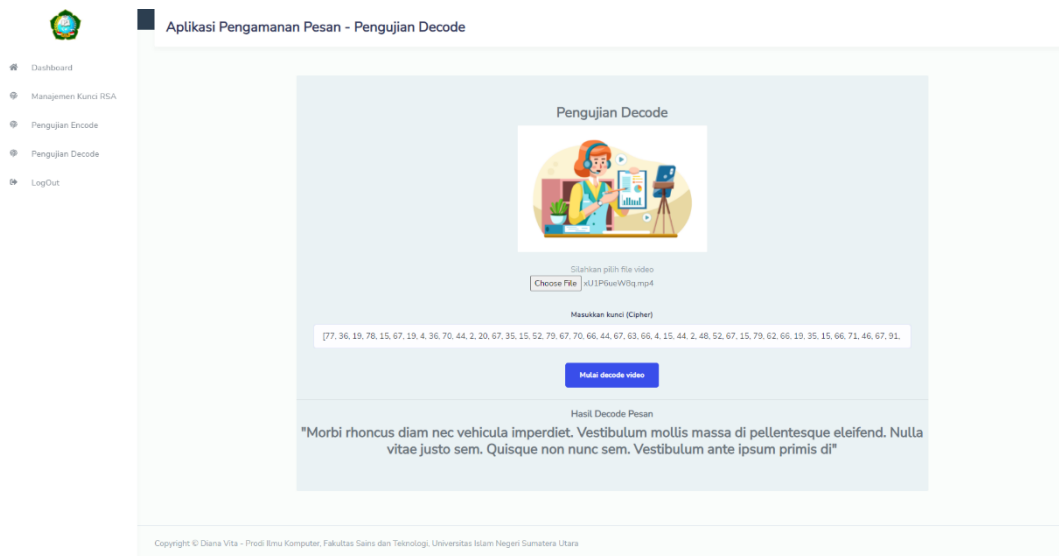 Aplikasi Pengamanan Pesan - Pengujian Decode
Dashboard
Manajemen Kunci RSA
Pengujian Encode
Pengujian Decode
LogOut
Pengujian Decode
Silahkan pilih file video
Choose File xU1P6ueW8q.mp4
Masukkan kunci (Cipher)
[77, 36, 19, 78, 15, 67, 19, 4, 36, 70, 44, 2, 20, 67, 35, 15, 52, 79, 67, 70, 66, 44, 67, 63, 66, 4, 15, 44, 2, 48, 52, 67, 15, 79, 62, 66, 19, 35, 15, 66, 71, 46, 67, 91,
Mulai decode video
Hasil Decode Pesan
"Morbi rhoncus diam nec vehicula imperdiet. Vestibulum mollis massa di pellentesque eleifend. Nulla
vitae justo sem. Quisque non nunc sem. Vestibulum ante ipsum primis di"
Copyright © Diana Vita - Prodi Ilmu Komputer, Fakultas Sains dan Teknologi, Universitas Islam Negeri Sumatera Utara